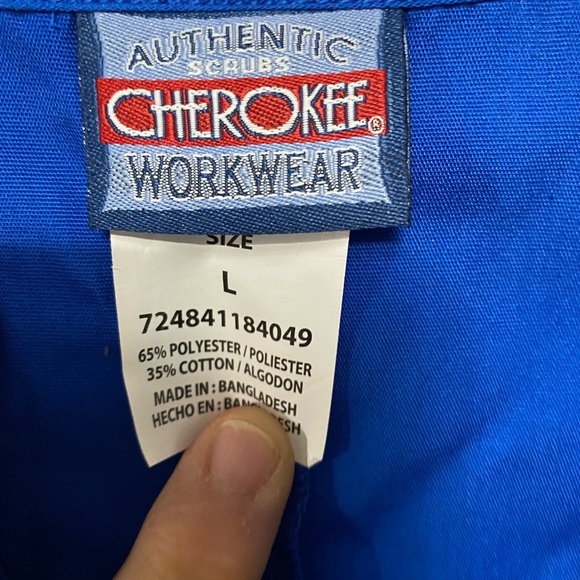 AUTHENTIC
SCRUBS
CHEROKEE®
WORKWEAR
SIZE
L
724841184049
65% POLYESTER / POLIESTER
35% COTTON / ALGODON
MADE IN : BANGLADESH
HECHO EN :